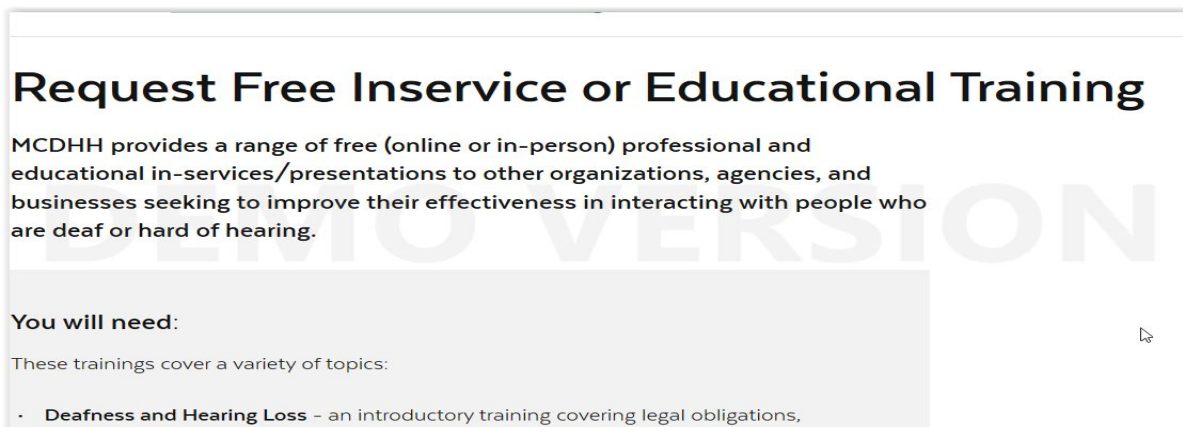 Request Free Inservice or Educational Training
MCDHH provides a range of free (online or in-person) professional and
educational in-services/presentations to other organizations, agencies, and
businesses seeking to improve their effectiveness in interacting with people who
are deaf or hard of hearing.
DEMO VERSION
You will need:
These trainings cover a variety of topics:
· Deafness and Hearing Loss – an introductory training covering legal obligations,